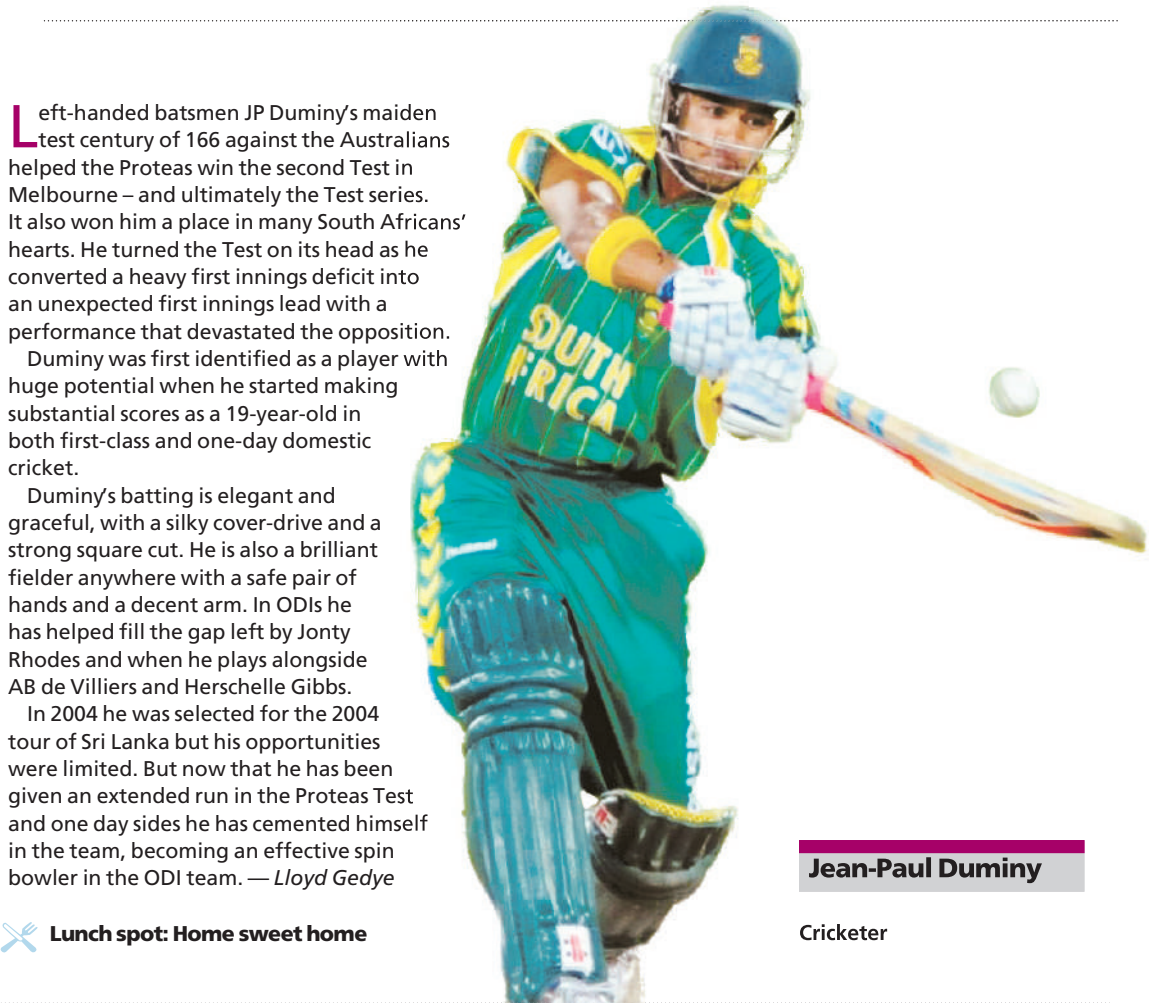 Left-handed batsmen JP Duminy’s maiden
test century of 166 against the Australians
helped the Proteas win the second Test in
Melbourne – and ultimately the Test series.
It also won him a place in many South Africans’
hearts. He turned the Test on its head as he
converted a heavy first innings deficit into
an unexpected first innings lead with a
performance that devastated the opposition.
Duminy was first identified as a player with
huge potential when he started making
substantial scores as a 19-year-old in
both first-class and one-day domestic
cricket.
Duminy’s batting is elegant and
graceful, with a silky cover-drive and a
strong square cut. He is also a brilliant
fielder anywhere with a safe pair of
hands and a decent arm. In ODIs he
has helped fill the gap left by Jonty
Rhodes and when he plays alongside
AB de Villiers and Herschelle Gibbs.
In 2004 he was selected for the 2004
tour of Sri Lanka but his opportunities
were limited. But now that he has been
given an extended run in the Proteas Test
and one day sides he has cemented himself
in the team, becoming an effective spin
bowler in the ODI team. — Lloyd Gedye
Lunch spot: Home sweet home
SOUTH
AFRICA
hummel
Jean-Paul Duminy
Cricketer